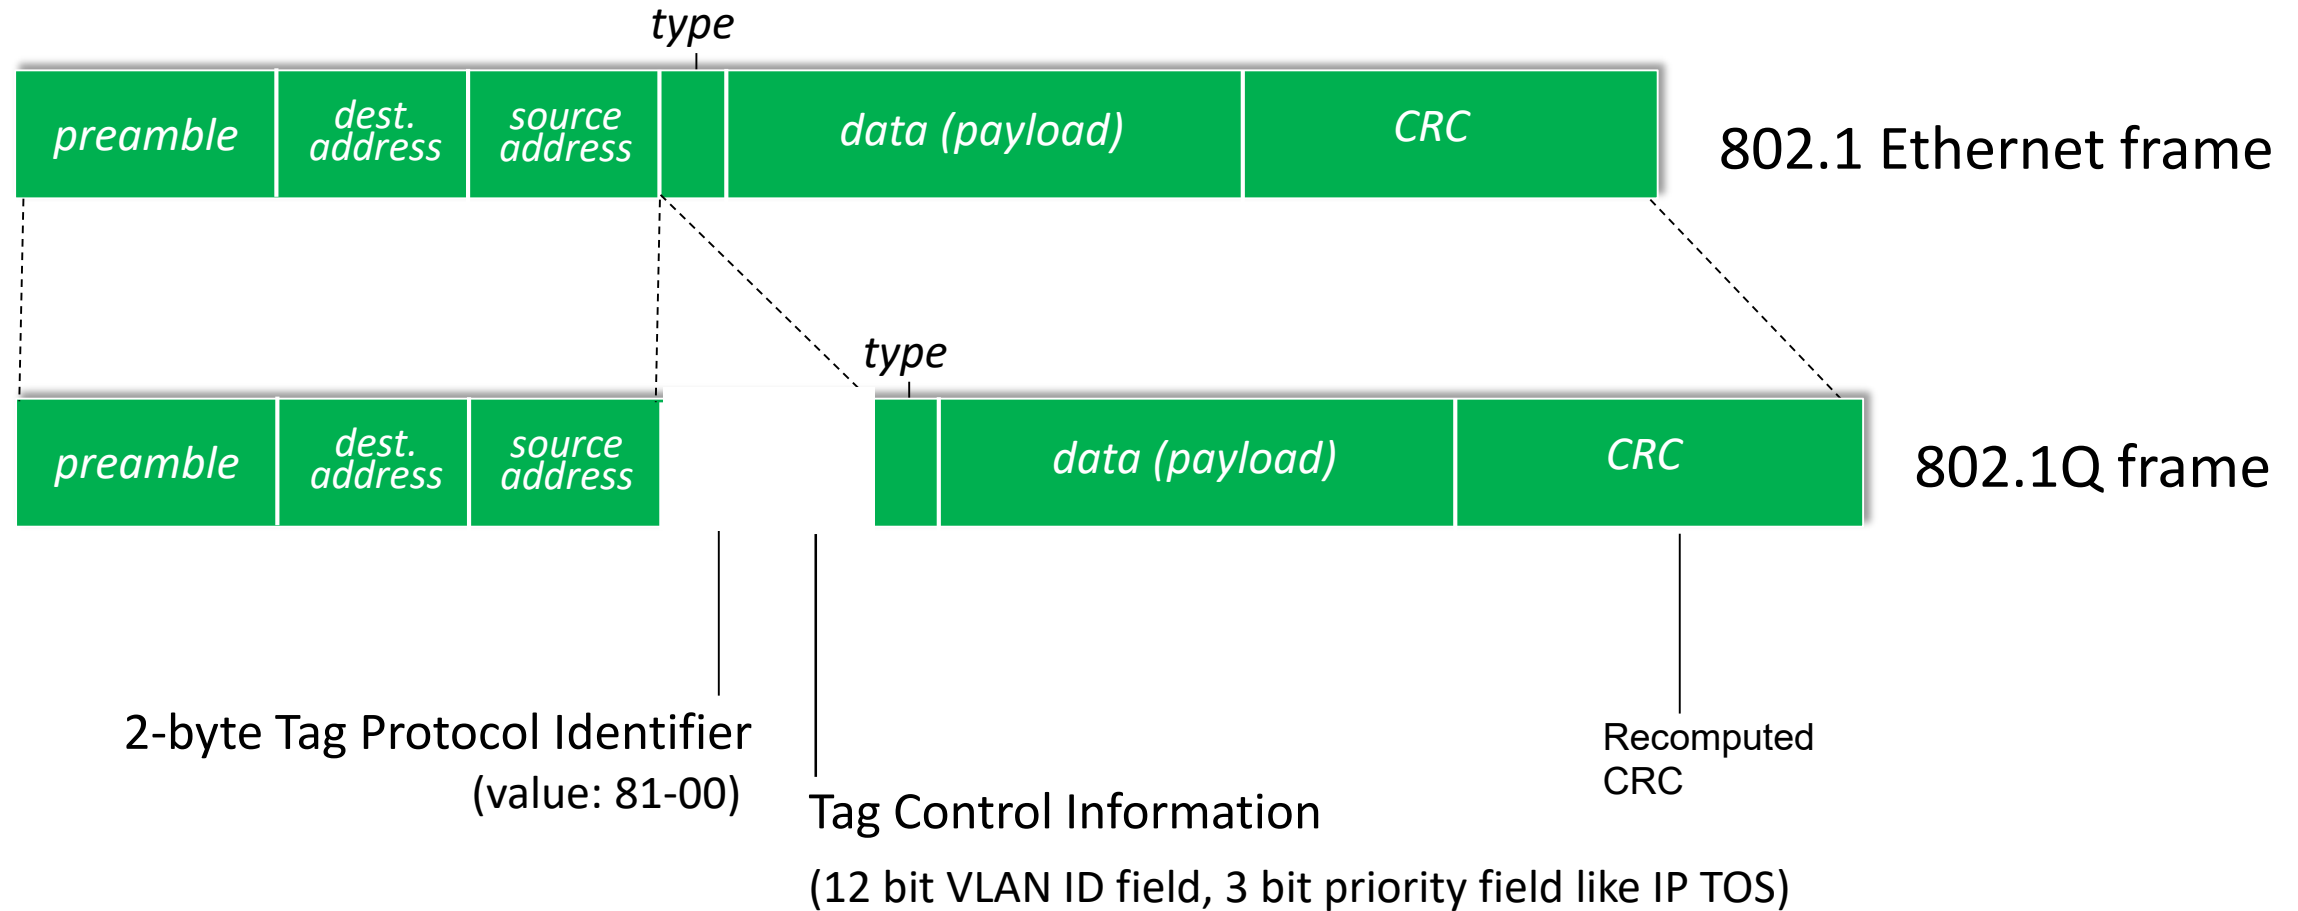 type
preamble
dest.
address
source
address
data (payload)
CRC
802.1 Ethernet frame
type
preamble
dest.
address
source
address
data (payload)
CRC
802.1Q frame
2-byte Tag Protocol Identifier
(value: 81-00)
Recomputed
CRC
Tag Control Information
(12 bit VLAN ID field, 3 bit priority field like IP TOS)